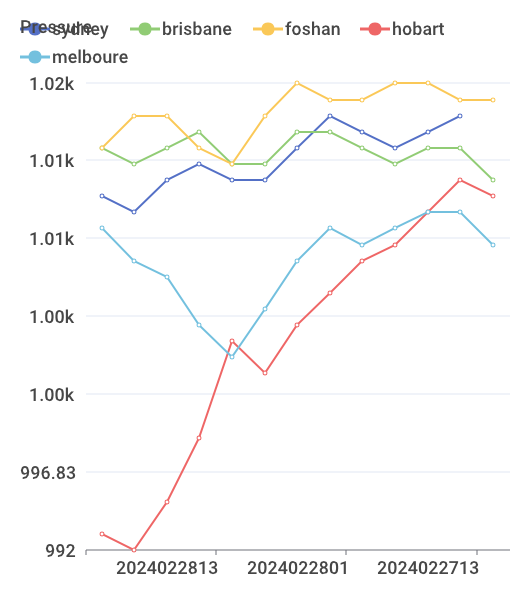 Pressure
sydney brisbane foshan hobart
melboure
1.02k
1.01k
1.01k
1.00k
1.00k
996.83
992
2024022813 2024022801 2024022713